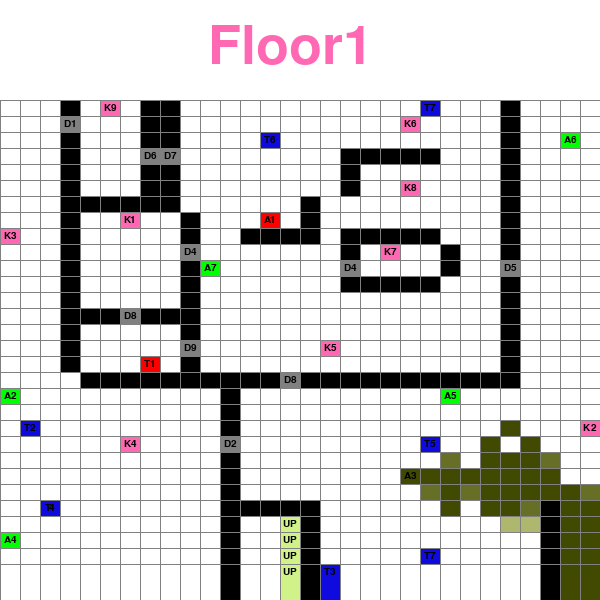 Floor1
K9 T7
D1 K6
T6 A6
D6 D7
K8
K1 A1
K3
D4 K7
A7 D4 D5
D8
D9 K5
T1
D8
A2 A5
T2 K2
K4 D2 T5
A3
T4
UP
A4 UP
UP T7
UP T3